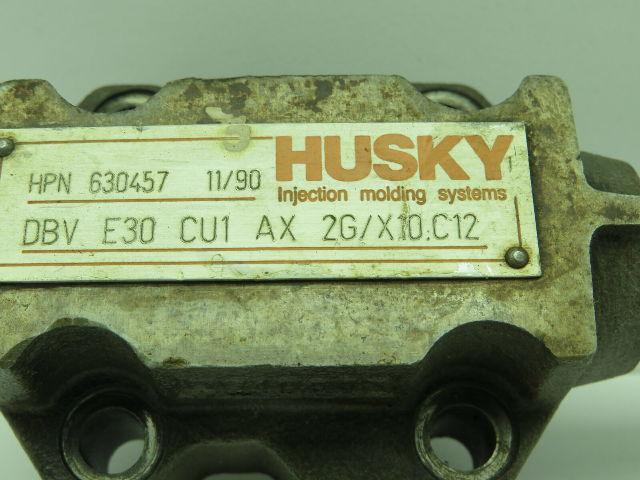 HUSKY
HPN 630457 11/90
Injection molding systems
DBV E30 CU1 AX 2G/X10.C12